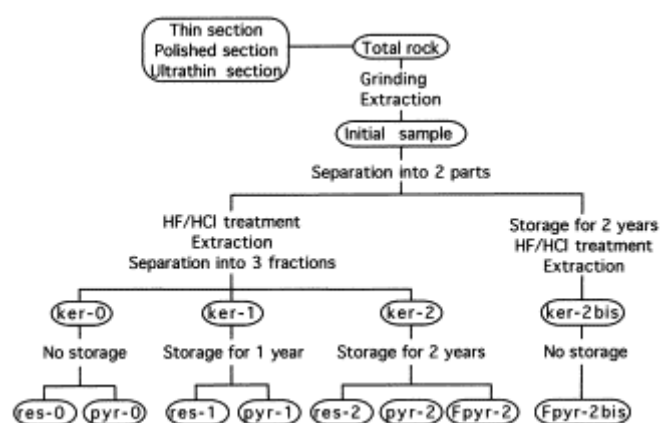 Thin section
Polished section
Ultrathin section
Total rock
Grinding
Extraction
Initial sample
Separation into 2 parts
HF/HCl treatment
Extraction
Separation into 3 fractions
Storage for 2 years
HF/HCl treatment
Extraction
ker-0
ker-1
ker-2
ker-2bis
No storage
Storage for 1 year
Storage for 2 years
No storage
res-0
pyr-0
res-1
pyr-1
res-2
pyr-2
Fpyr-2
Fpyr-2bis